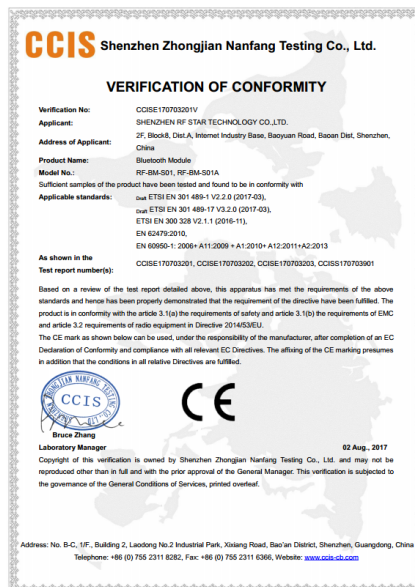 CCIS Shenzhen Zhongjian Nanfang Testing Co., Ltd.
VERIFICATION OF CONFORMITY
Verification No: CCISE170703201V
Applicant: SHENZHEN RF STAR TECHNOLOGY CO.,LTD.
Address of Applicant: 2F, Block8, Dist.A, Internet Industry Base, Baoyuan Road, Baoan Dist, Shenzhen,
China
Product Name: Bluetooth Module
Model No.: RF-BM-S01, RF-BM-S01A
Sufficient samples of the product have been tested and found to be in conformity with
Applicable standards: Draft ETSI EN 301 489-1 V2.2.0 (2017-03),
Draft ETSI EN 301 489-17 V3.2.0 (2017-03),
ETSI EN 300 328 V2.1.1 (2016-11),
EN 62479:2010,
EN 60950-1: 2006+ A11:2009 + A1:2010+ A12:2011+A2:2013
As shown in the
Test report number(s): CCISE170703201, CCISE170703202, CCISE170703203, CCISS170703901
Based on a review of the test report detailed above, this apparatus has met the requirements of the above
standards and hence has been properly demonstrated that the requirement of the directive have been fulfilled. The
product is in conformity with the article 3.1(a) the requirements of safety and article 3.1(b) the requirements of EMC
and article 3.2 requirements of radio equipment in Directive 2014/53/EU.
The CE mark as shown below can be used, under the responsibility of the manufacturer, after completion of an EC
Declaration of Conformity and compliance with all relevant EC Directives. The affixing of the CE marking presumes
in addition that the conditions in all relative Directives are fulfilled.
ZHONGJIAN NANFANG TESTING
CCIS
CE
Bruce Zhang
Laboratory Manager 02 Aug., 2017
Copyright of this verification is owned by Shenzhen Zhongjian Nanfang Testing Co., Ltd. and may not be
reproduced other than in full and with the prior approval of the General Manager. This verification is subjected to
the governance of the General Conditions of Services, printed overleaf.
Address: No. B-C, 1/F., Building 2, Laodong No.2 Industrial Park, Xixiang Road, Bao'an District, Shenzhen, Guangdong, China
Telephone: +86 (0) 755 2311 8282, Fax: +86 (0) 755 2311 6366, Website: www.ccis-cb.com